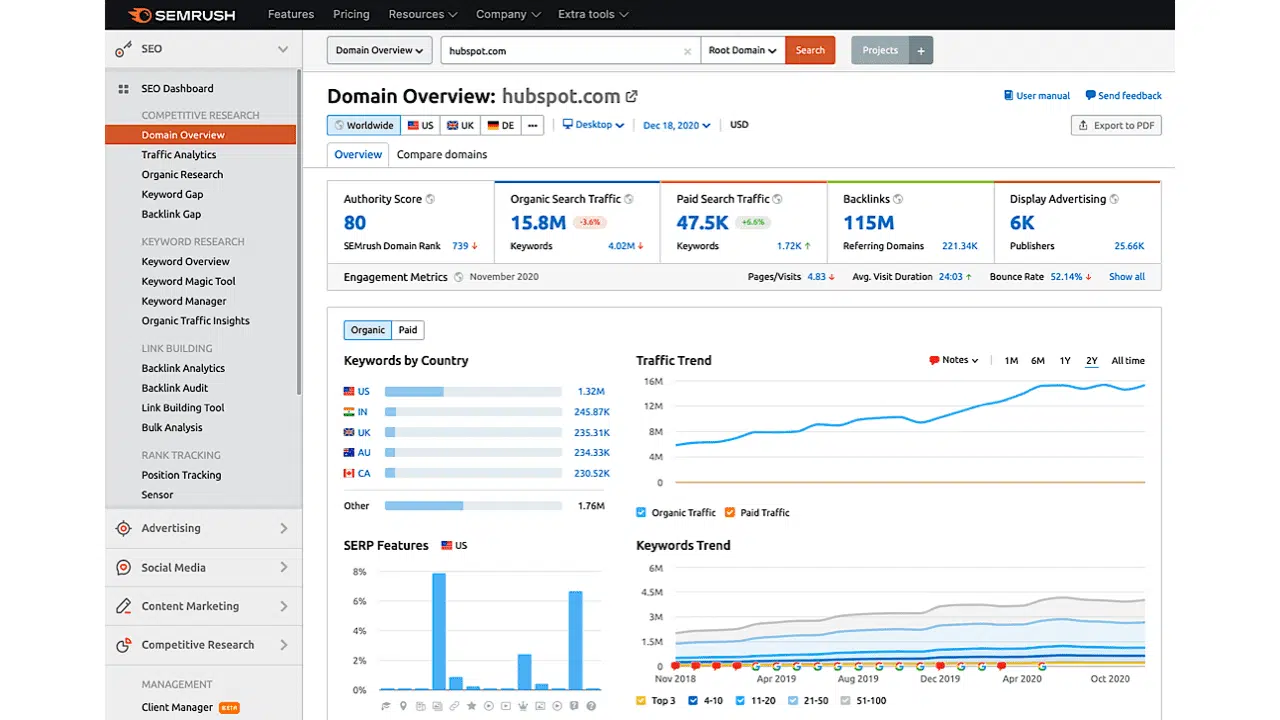 SEMRUSH Features Pricing Resources Company Extra tools
SEO
Domain Overview hubspot.com × Root Domain Search Projects +
SEO Dashboard
COMPETITIVE RESEARCH
Domain Overview
Traffic Analytics
Organic Research
Keyword Gap
Backlink Gap
KEYWORD RESEARCH
Keyword Overview
Keyword Magic Tool
Keyword Manager
Organic Traffic Insights
LINK BUILDING
Backlink Analytics
Backlink Audit
Link Building Tool
Bulk Analysis
RANK TRACKING
Position Tracking
Sensor
Advertising
Social Media
Content Marketing
Competitive Research
MANAGEMENT
Client Manager BETA
Domain Overview: hubspot.com
User manual Send feedback
Worldwide US UK DE ... Desktop Dec 18, 2020 USD
Export to PDF
Overview Compare domains
Authority Score
80
SEMrush Domain Rank 739 ↓
Organic Search Traffic
15.8M -3.6%
Keywords 4.02M ↓
Paid Search Traffic
47.5K +6.6%
Keywords 1.72K ↑
Backlinks
115M
Referring Domains 221.34K
Display Advertising
6K
Publishers 25.66K
Engagement Metrics November 2020 Pages/Visits 4.83 ↓ Avg. Visit Duration 24:03 ↑ Bounce Rate 52.14% ↓ Show all
Organic Paid
Keywords by Country
US 1.32M
IN 245.87K
UK 235.31K
AU 234.33K
CA 230.52K
Other 1.76M
Traffic Trend
Notes 1M 6M 1Y 2Y All time
16M
12M
8M
4M
0
Organic Traffic Paid Traffic
SERP Features US
8%
6%
4%
2%
0%
Keywords Trend
6M
4.5M
3M
1.5M
0
Nov 2018 Apr 2019 Aug 2019 Dec 2019 Apr 2020 Oct 2020
Top 3 4-10 11-20 21-50 51-100